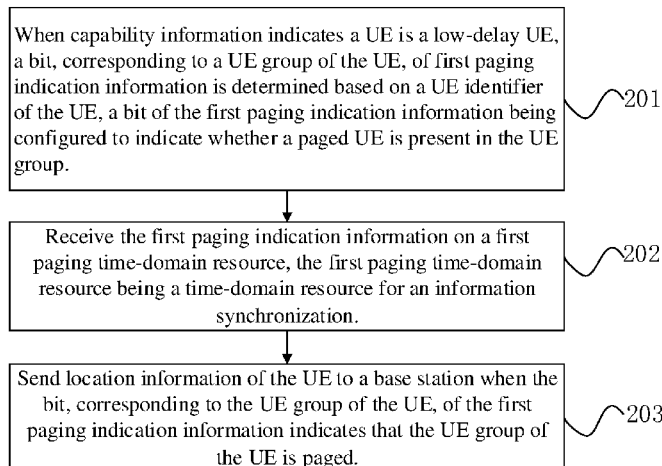 When capability information indicates a UE is a low-delay UE,
a bit, corresponding to a UE group of the UE, of first paging
indication information is determined based on a UE identifier
of the UE, a bit of the first paging indication information being
configured to indicate whether a paged UE is present in the UE
group.
201
Receive the first paging indication information on a first
paging time-domain resource, the first paging time-domain
resource being a time-domain resource for an information
synchronization.
202
Send location information of the UE to a base station when the
bit, corresponding to the UE group of the UE, of the first
paging indication information indicates that the UE group of
the UE is paged.
203